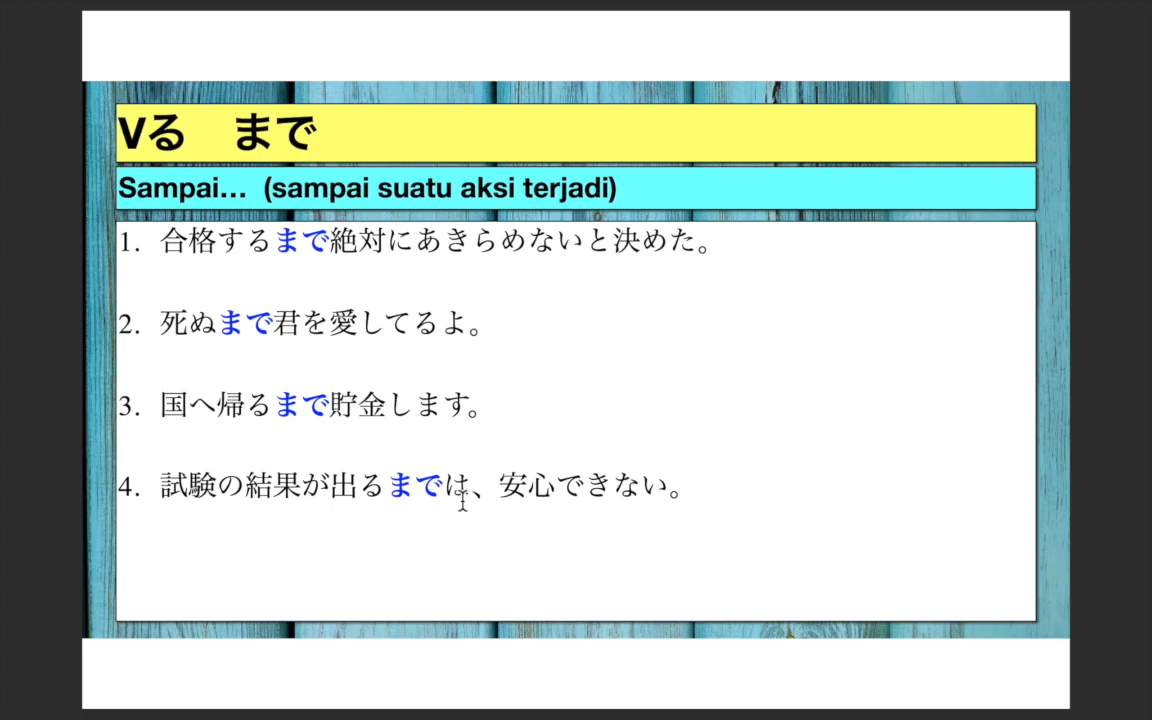 Vる　まで
Sampai... (sampai suatu aksi terjadi)
1. 合格するまで絶対にあきらめないと決めた。
2. 死ぬまで君を愛してるよ。
3. 国へ帰るまで貯金します。
4. 試験の結果が出るまでは、安心できない。